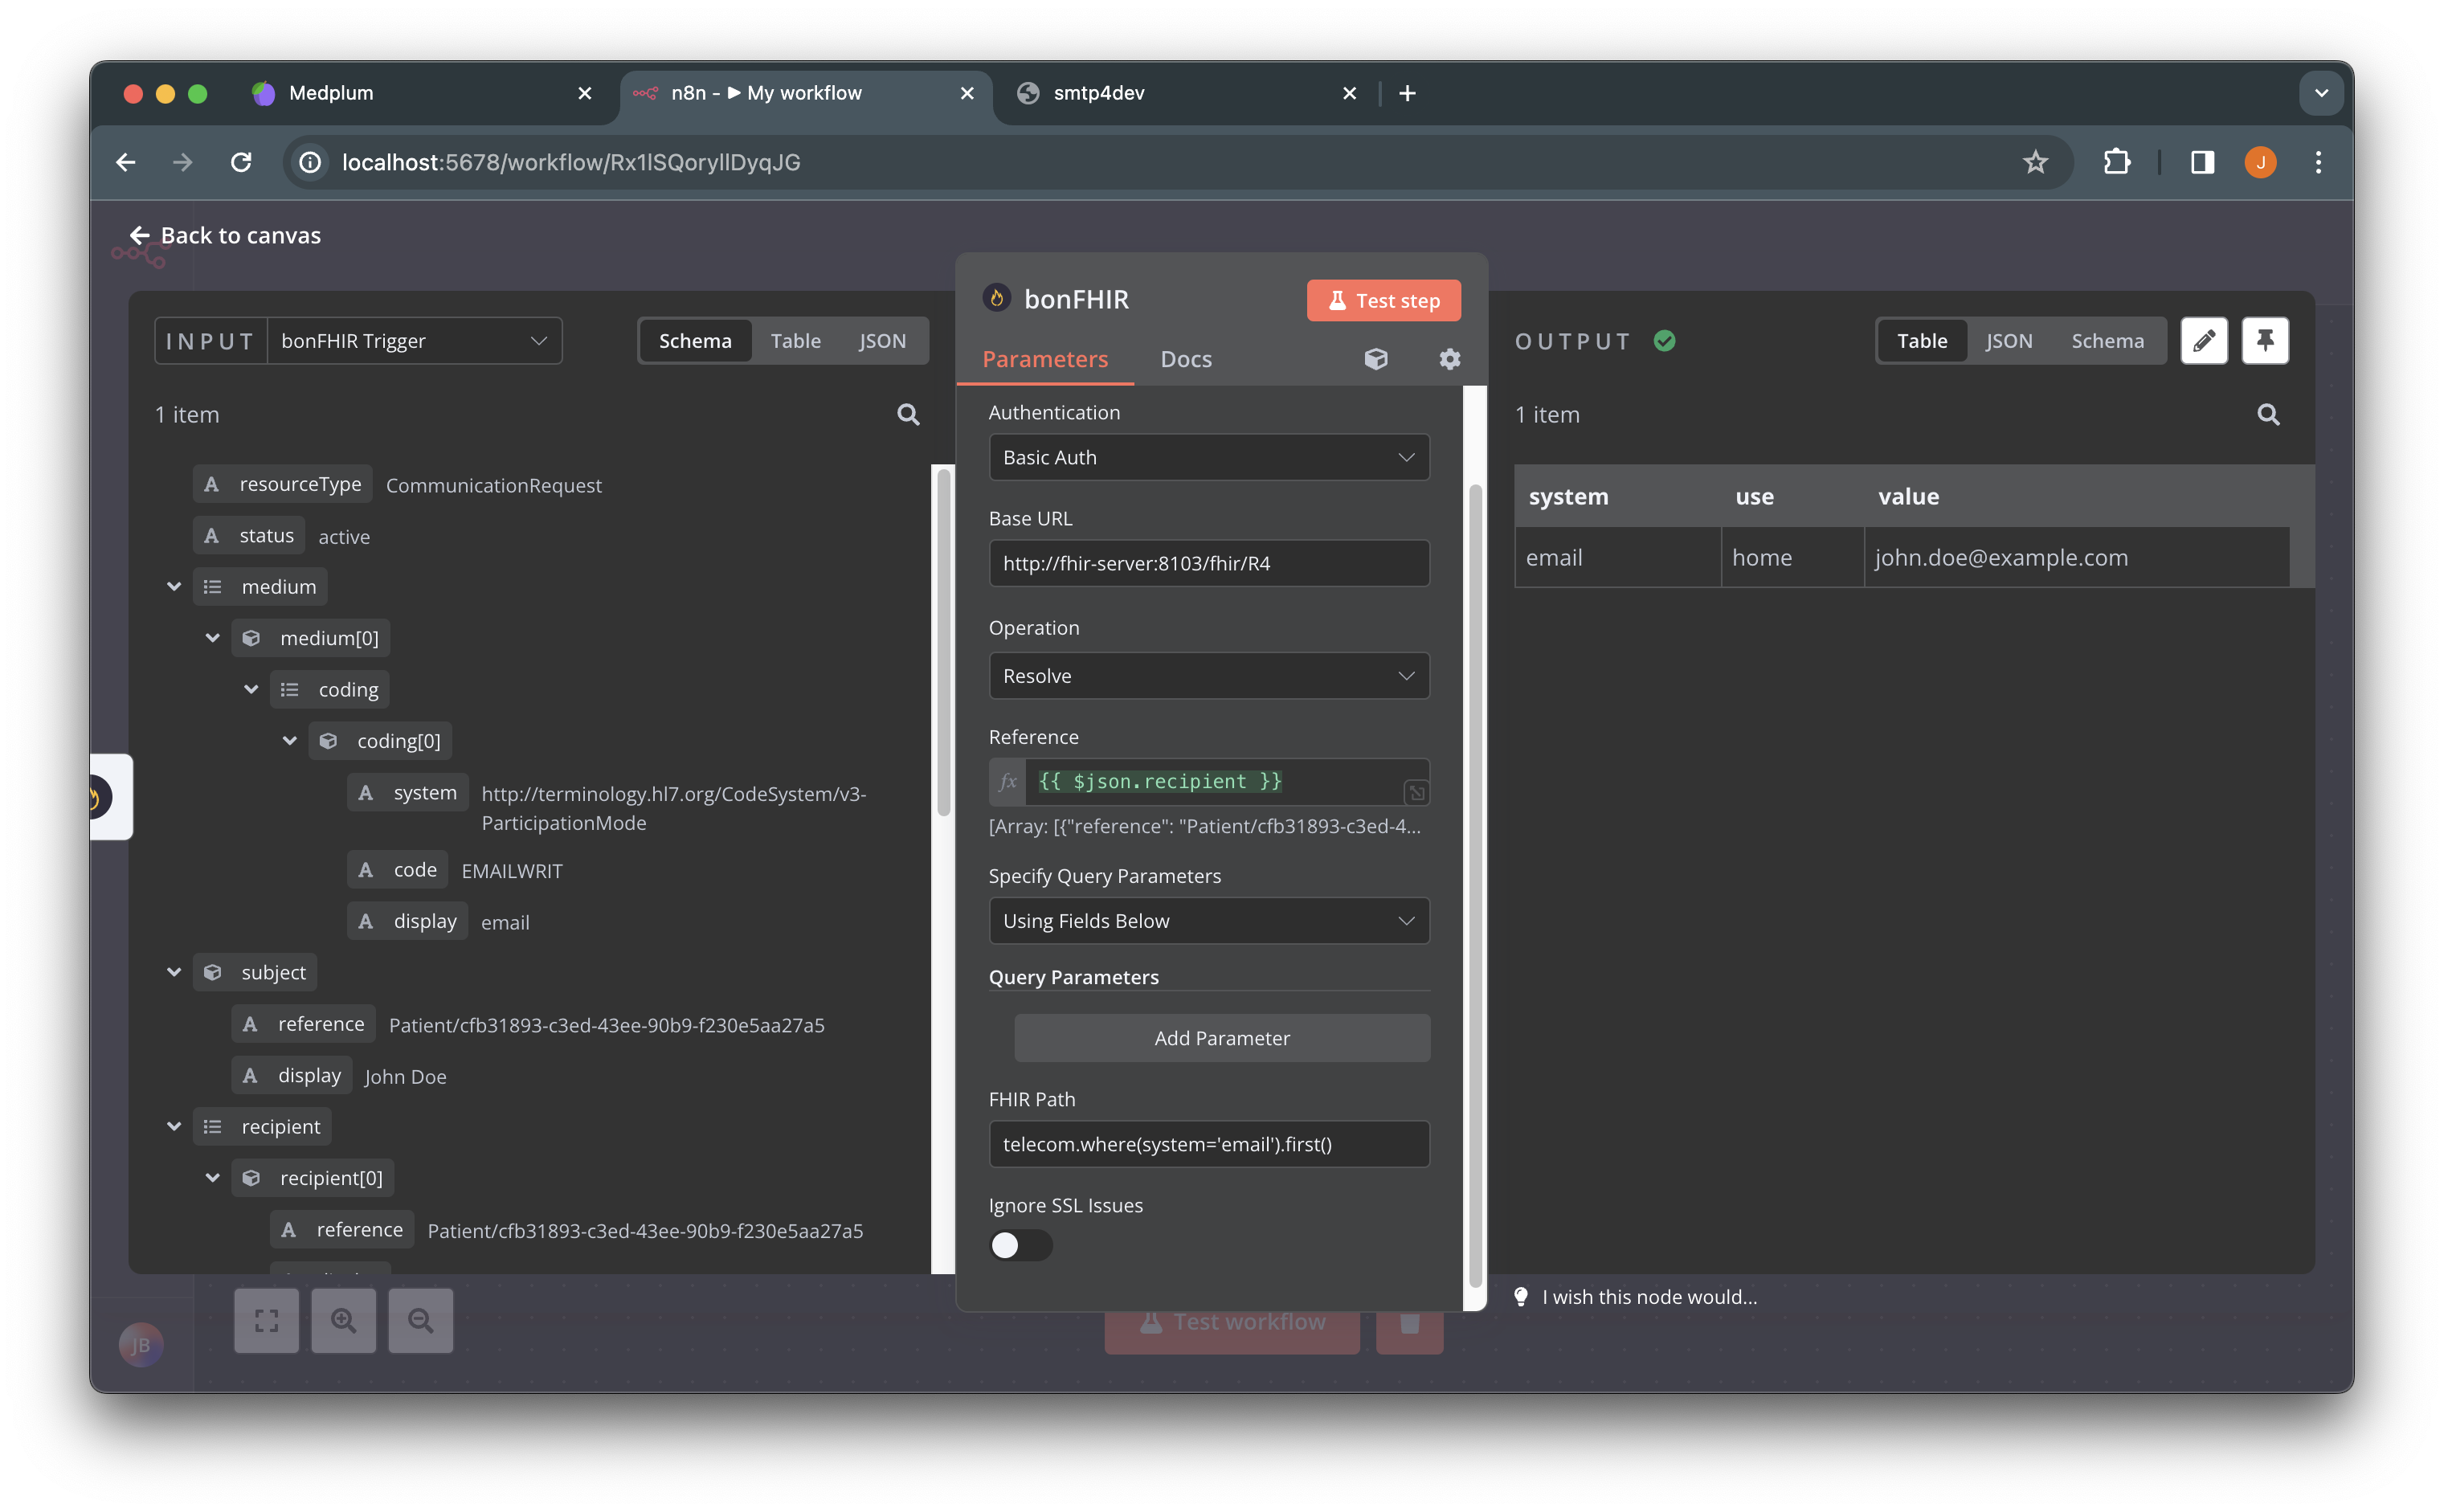 Medplum
n8n - ▶ My workflow
smtp4dev
localhost:5678/workflow/Rx1lSQoryllDyqJG
J
Back to canvas
INPUT
bonFHIR Trigger
Schema
Table
JSON
1 item
resourceType
CommunicationRequest
status
active
medium
medium[0]
coding
coding[0]
system
http://terminology.hl7.org/CodeSystem/v3-
ParticipationMode
code
EMAILWRIT
display
email
subject
reference
Patient/cfb31893-c3ed-43ee-90b9-f230e5aa27a5
display
John Doe
recipient
recipient[0]
reference
Patient/cfb31893-c3ed-43ee-90b9-f230e5aa27a5
bonFHIR
Test step
Parameters
Docs
Authentication
Basic Auth
Base URL
http://fhir-server:8103/fhir/R4
Operation
Resolve
Reference
fx
{{ $json.recipient }}
[Array: [{"reference": "Patient/cfb31893-c3ed-4...
Specify Query Parameters
Using Fields Below
Query Parameters
Add Parameter
FHIR Path
telecom.where(system='email').first()
Ignore SSL Issues
OUTPUT
Table
JSON
Schema
1 item
system
use
value
email
home
john.doe@example.com
I wish this node would...
Test workflow
JB